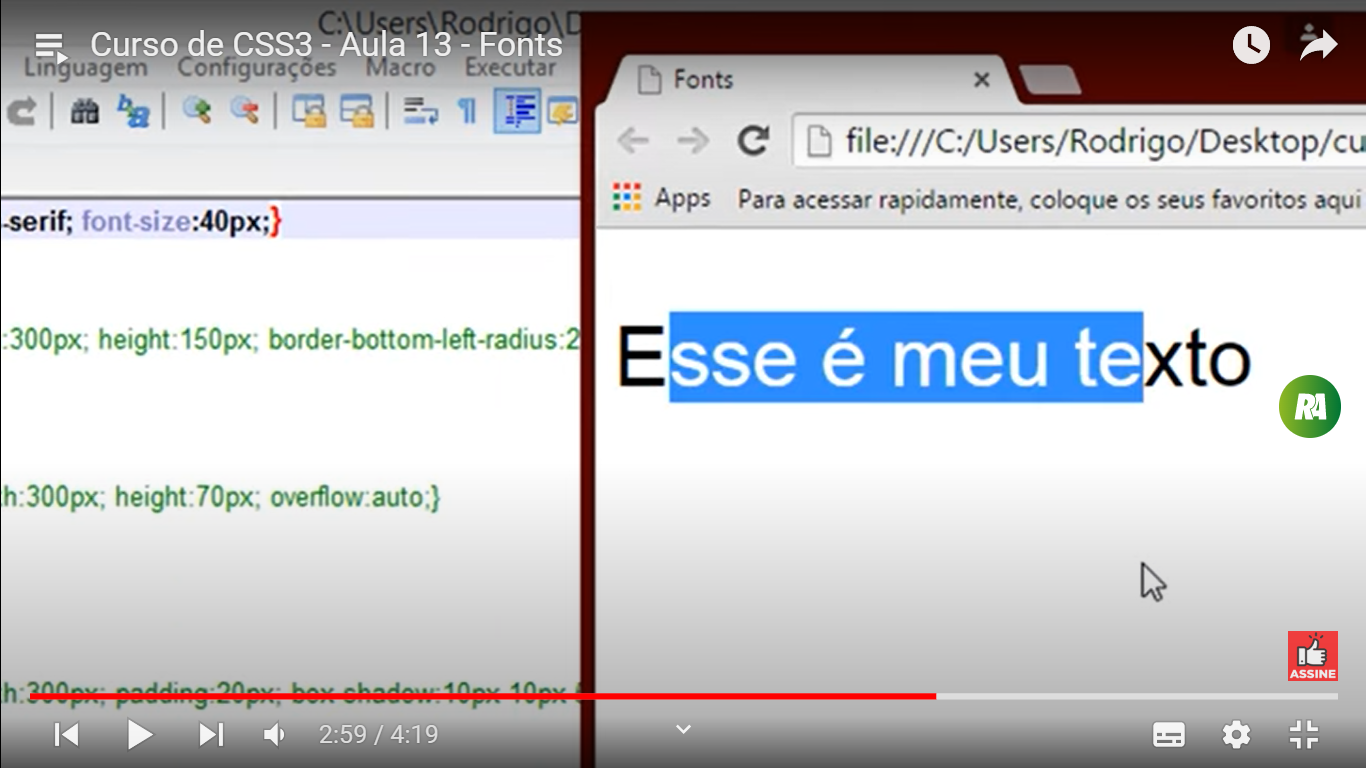 C:\Users\Rodrigo\D
Curso de CSS3 - Aula 13 - Fonts
Linguagem Configurações Macro Executar
Fonts
file:///C:/Users/Rodrigo/Desktop/cu
Apps Para acessar rapidamente, coloque os seus favoritos aqui
-serif; font-size:40px;}
:300px; height:150px; border-bottom-left-radius:2
Esse é meu texto
RA
h:300px; height:70px; overflow:auto;}
ASSINE
h:300px; padding:20px; box-shadow:10px 10px
2:59 / 4:19